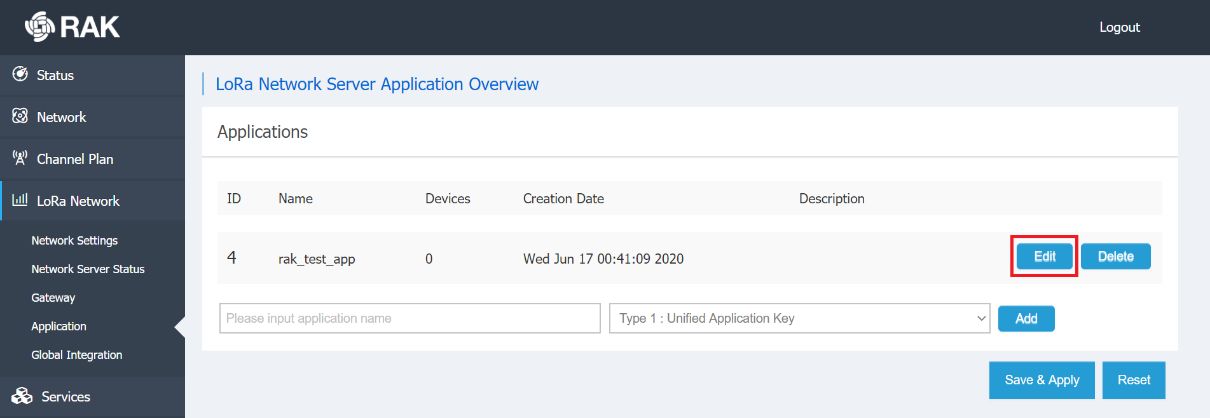 RAK
Logout
Status
Network
Channel Plan
LoRa Network
Network Settings
Network Server Status
Gateway
Application
Global Integration
Services
LoRa Network Server Application Overview
Applications
ID Name Devices Creation Date Description
4 rak_test_app 0 Wed Jun 17 00:41:09 2020 Edit Delete
Please input application name Type 1 : Unified Application Key Add
Save & Apply Reset